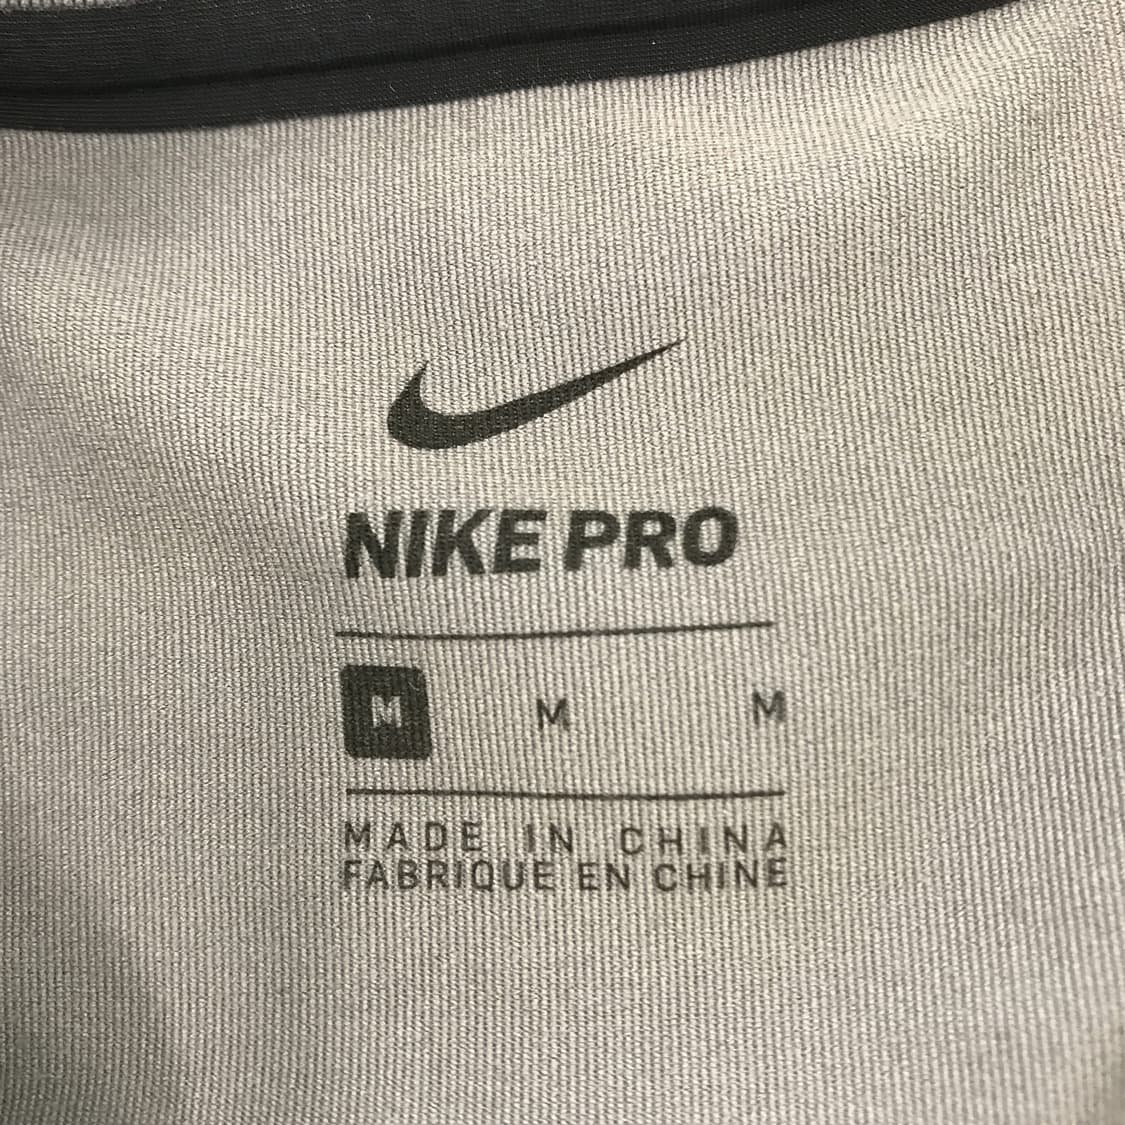 NIKE PRO
M M M
MADE IN CHINA
FABRIQUE EN CHINE